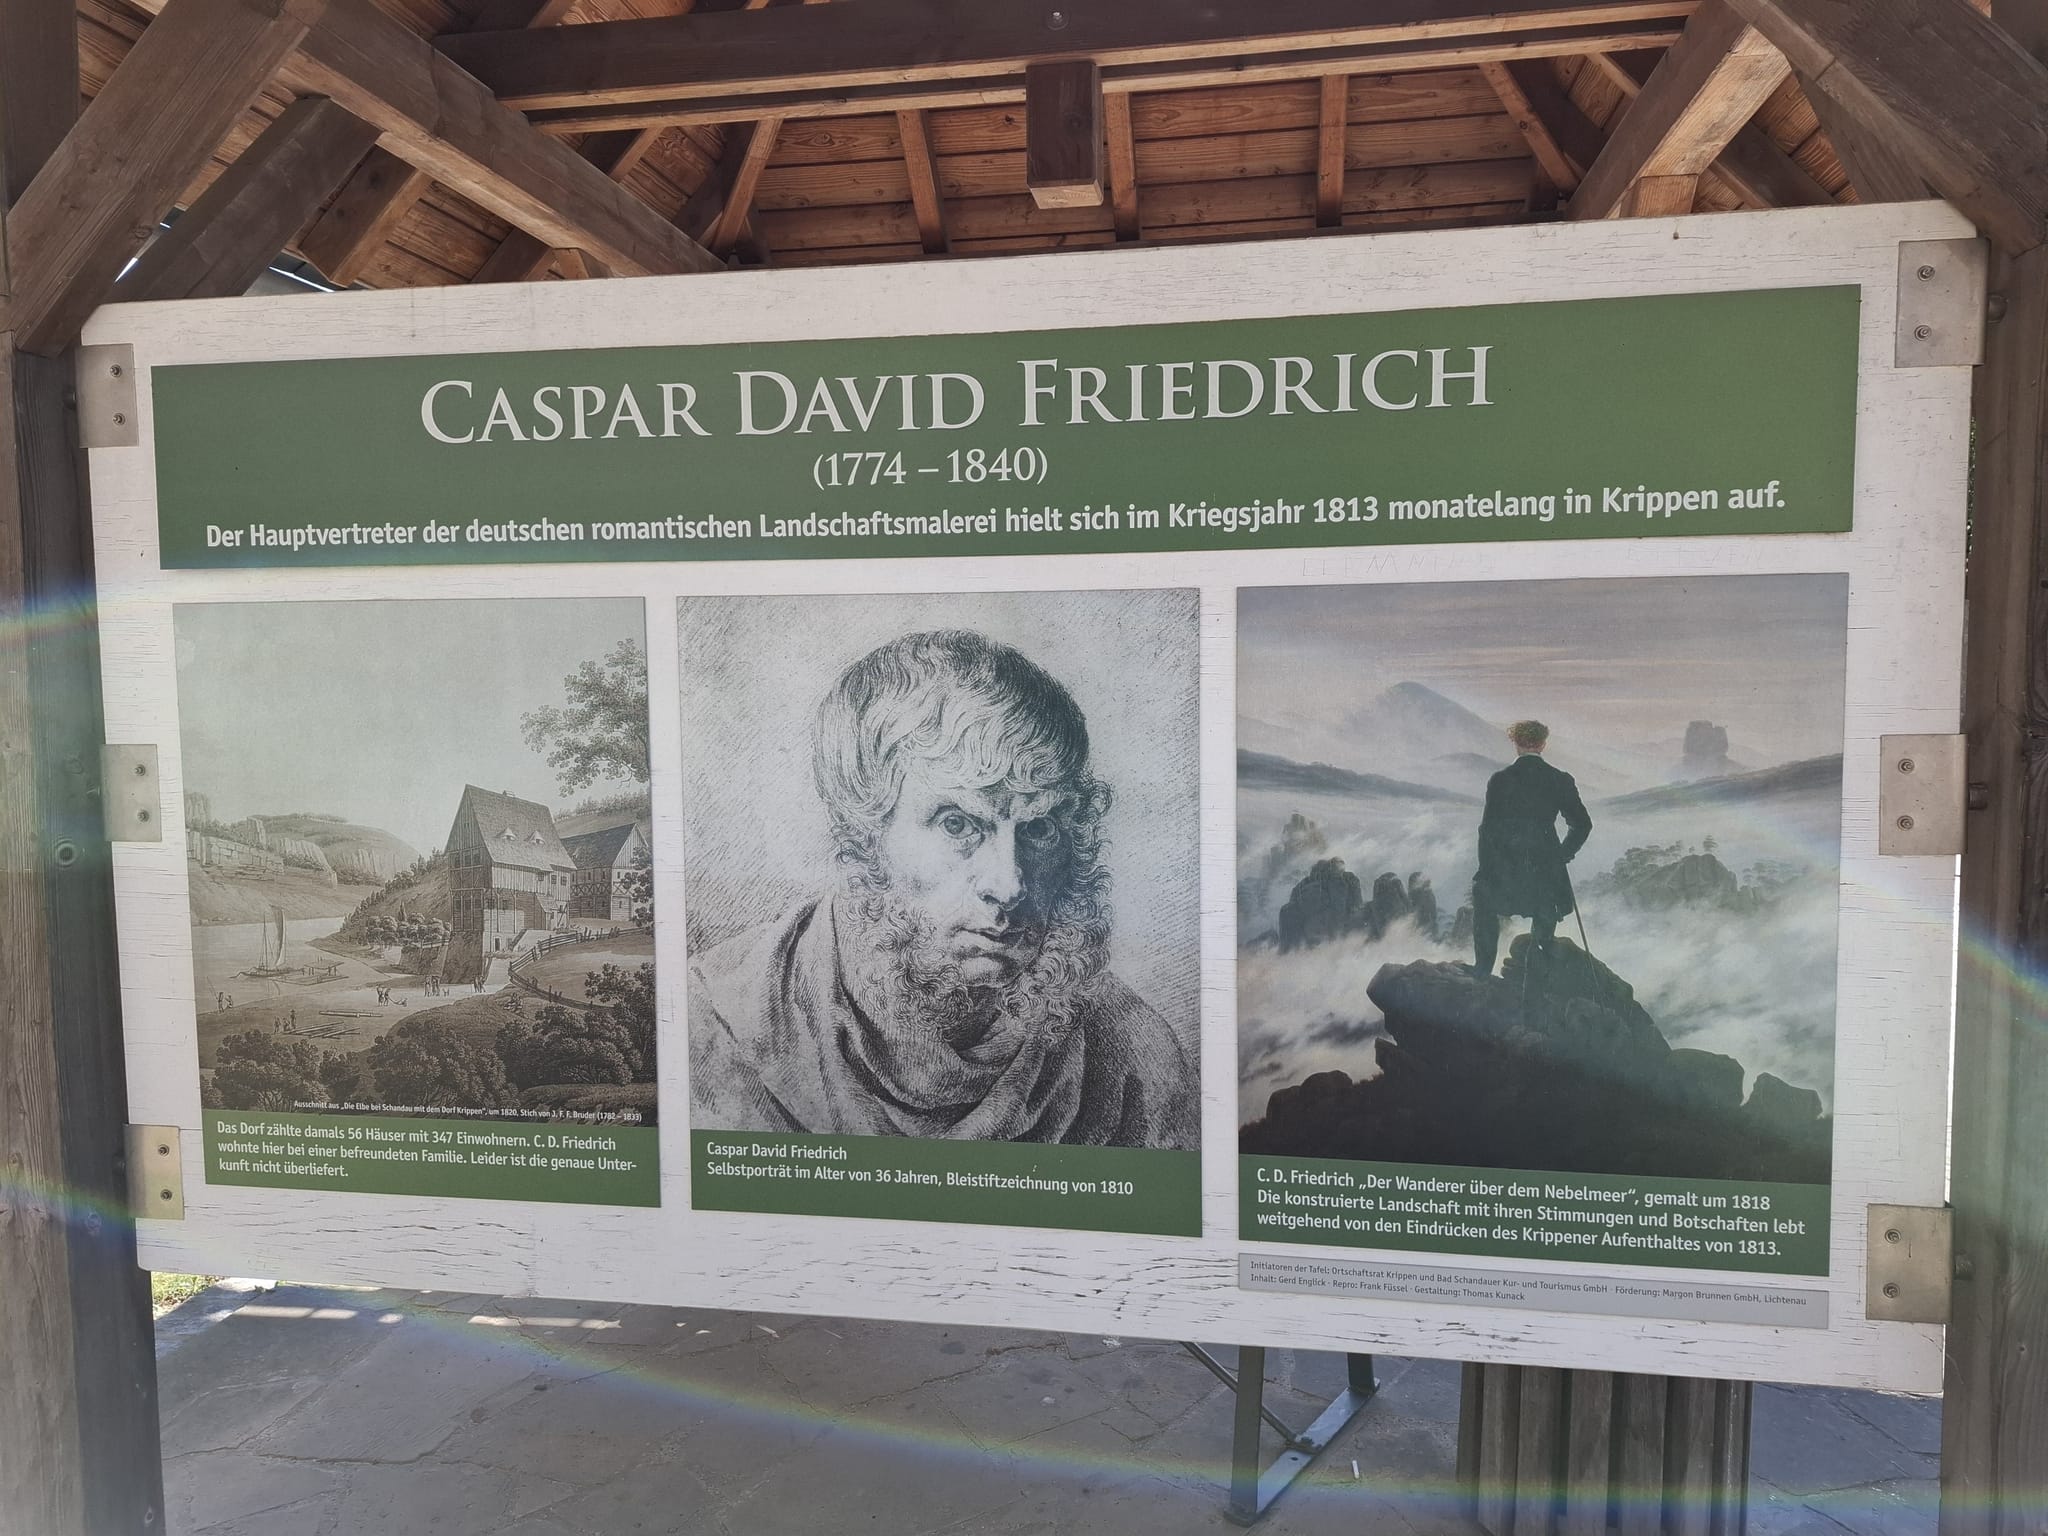 CASPAR DAVID FRIEDRICH
(1774 – 1840)
Der Hauptvertreter der deutschen romantischen Landschaftsmalerei hielt sich im Kriegsjahr 1813 monatelang in Krippen auf.
Ausschnitt aus „Die Elbe bei Schandau mit dem Dorf Krippen“, um 1820, Stich von J. F. F. Bruder (1782 – 1833)
Das Dorf zählte damals 56 Häuser mit 347 Einwohnern. C. D. Friedrich
wohnte hier bei einer befreundeten Familie. Leider ist die genaue Unter-
kunft nicht überliefert.
Caspar David Friedrich
Selbstporträt im Alter von 36 Jahren, Bleistiftzeichnung von 1810
C. D. Friedrich „Der Wanderer über dem Nebelmeer“, gemalt um 1818
Die konstruierte Landschaft mit ihren Stimmungen und Botschaften lebt
weitgehend von den Eindrücken des Krippener Aufenthaltes von 1813.
Initiatoren der Tafel: Ortschaftsrat Krippen und Bad Schandauer Kur- und Tourismus GmbH · Förderung: Margon Brunnen GmbH, Lichtenau
Inhalt: Gerd Englick · Repro: Frank Füssel · Gestaltung: Thomas Kunack